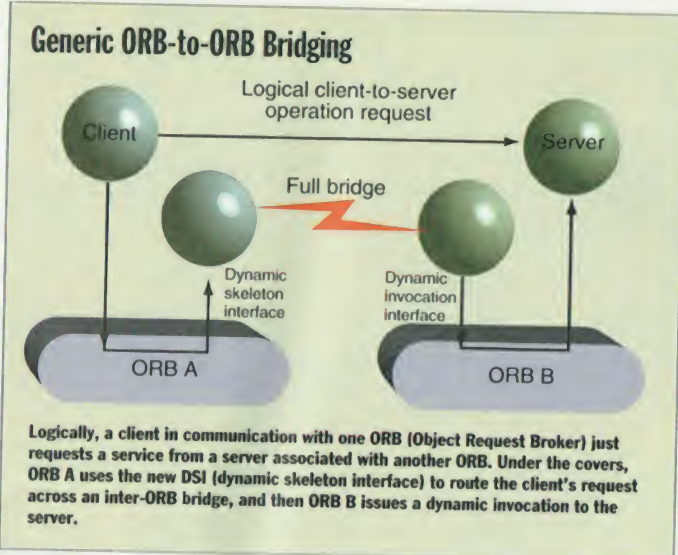 Generic ORB-to-ORB Bridging
Logical client-to-server
operation request
Client
Server
Full bridge
Dynamic
skeleton
interface
Dynamic
invocation
interface
ORB A
ORB B
Logically, a client in communication with one ORB (Object Request Broker) just
requests a service from a server associated with another ORB. Under the covers,
ORB A uses the new DSI (dynamic skeleton interface) to route the client's request
across an inter-ORB bridge, and then ORB B issues a dynamic invocation to the
server.